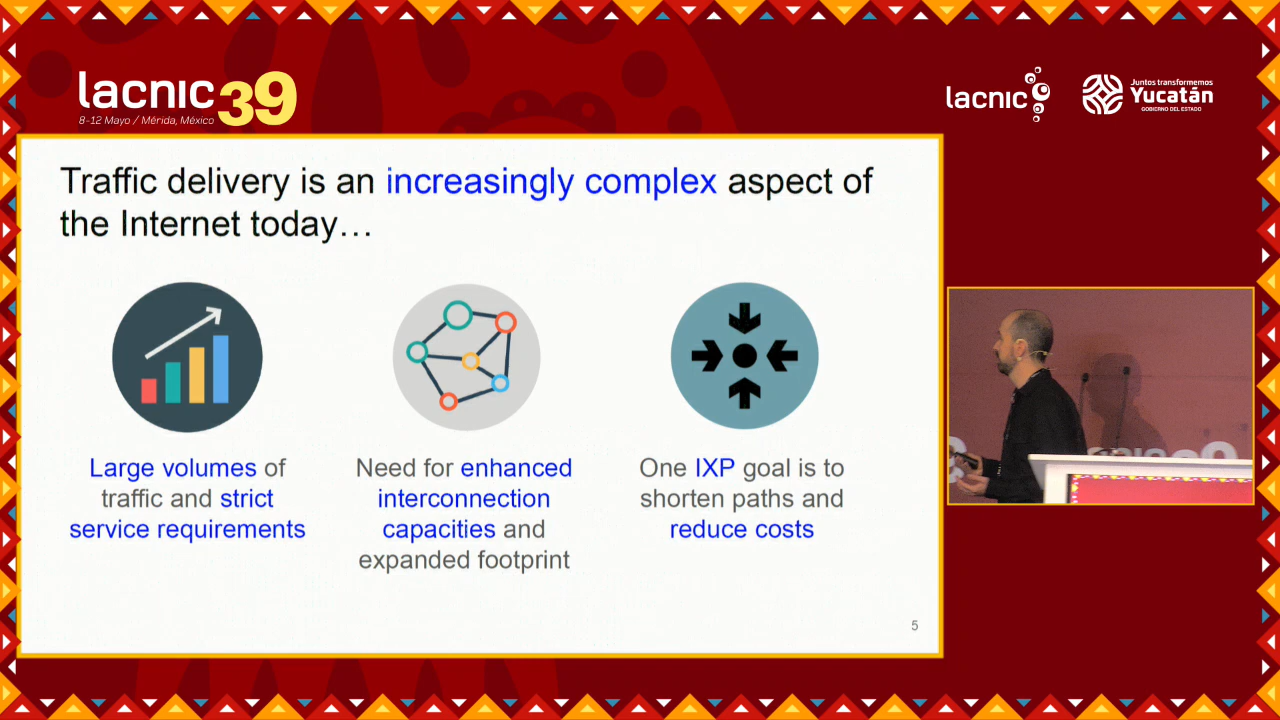 lacnic 39
8-12 Mayo / Mérida, México
lacnic
Juntos transformemos
Yucatán
GOBIERNO DEL ESTADO
Traffic delivery is an increasingly complex aspect of
the Internet today…
Large volumes of
traffic and strict
service requirements
Need for enhanced
interconnection
capacities and
expanded footprint
One IXP goal is to
shorten paths and
reduce costs
5